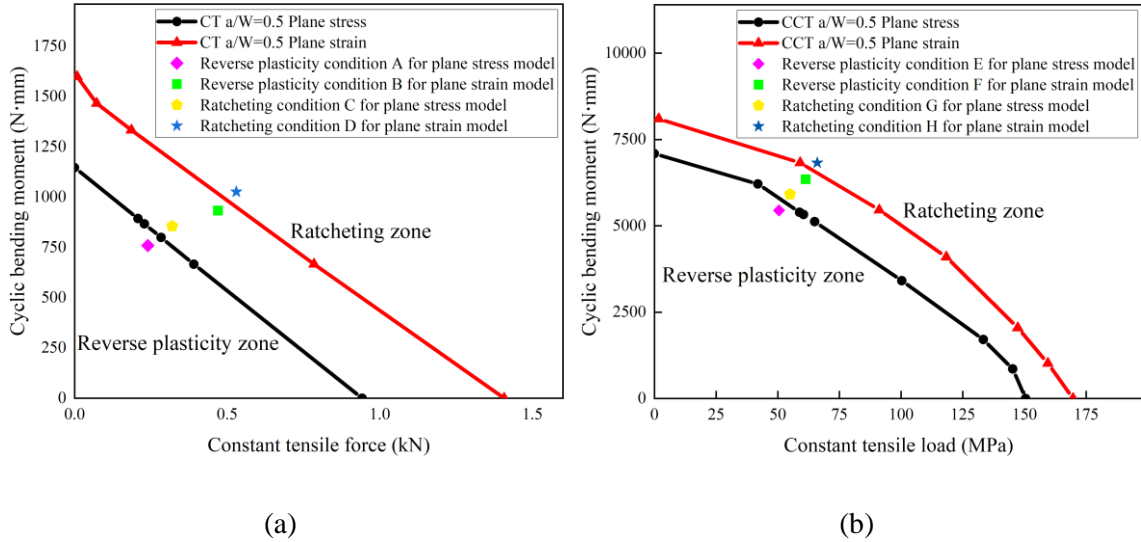 CT a/W=0.5 Plane stress
CT a/W=0.5 Plane strain
Reverse plasticity condition A for plane stress model
Reverse plasticity condition B for plane strain model
Ratcheting condition C for plane stress model
Ratcheting condition D for plane strain model
1750
1500
1250
1000
750
500
250
0
Cyclic bending moment (N·mm)
Ratcheting zone
Reverse plasticity zone
0.0
0.5
1.0
1.5
Constant tensile force (kN)
(a)
CCT a/W=0.5 Plane stress
CCT a/W=0.5 Plane strain
Reverse plasticity condition E for plane stress model
Reverse plasticity condition F for plane strain model
Ratcheting condition G for plane stress model
Ratcheting condition H for plane strain model
10000
7500
5000
2500
0
Cyclic bending moment (N·mm)
Ratcheting zone
Reverse plasticity zone
0
25
50
75
100
125
150
175
Constant tensile load (MPa)
(b)